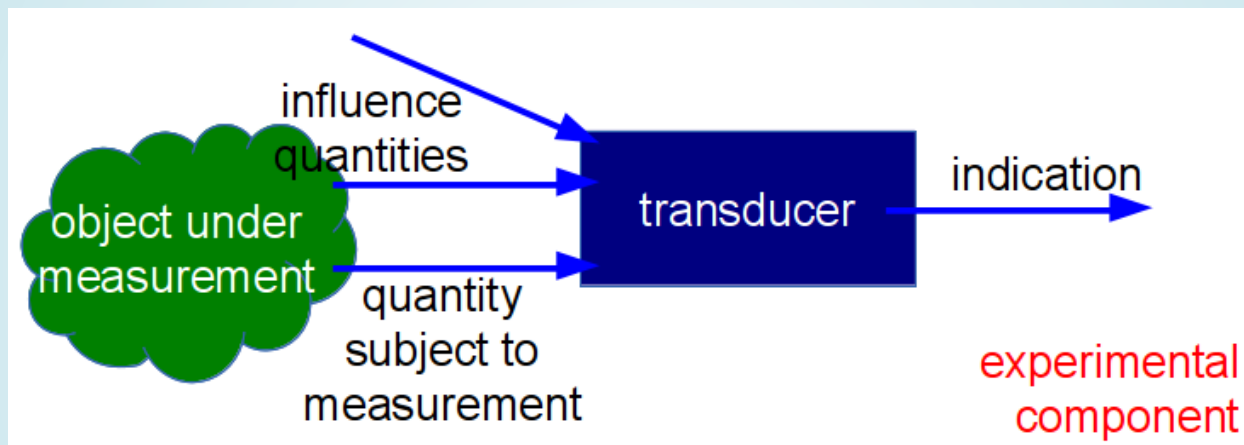 influence
quantities
object under
measurement
quantity
subject to
measurement
transducer
indication
experimental
component